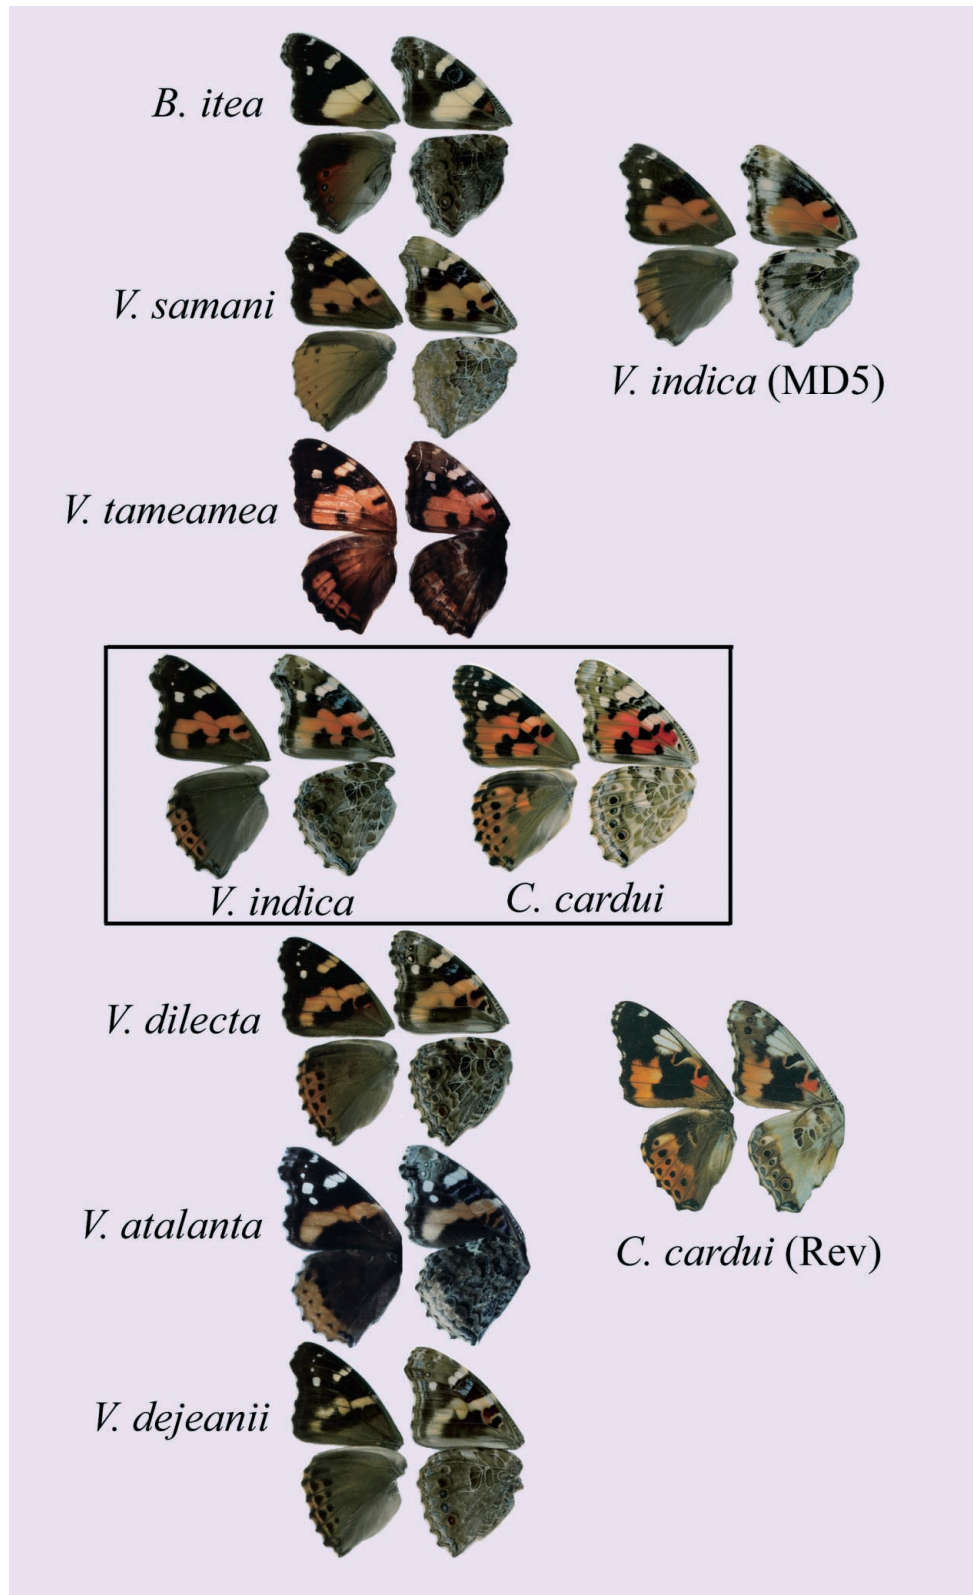 B. itea
V. samani
V. indica (MD5)
V. tameamea
V. indica
C. cardui
V. dilecta
V. atalanta
C. cardui (Rev)
V. dejeanii